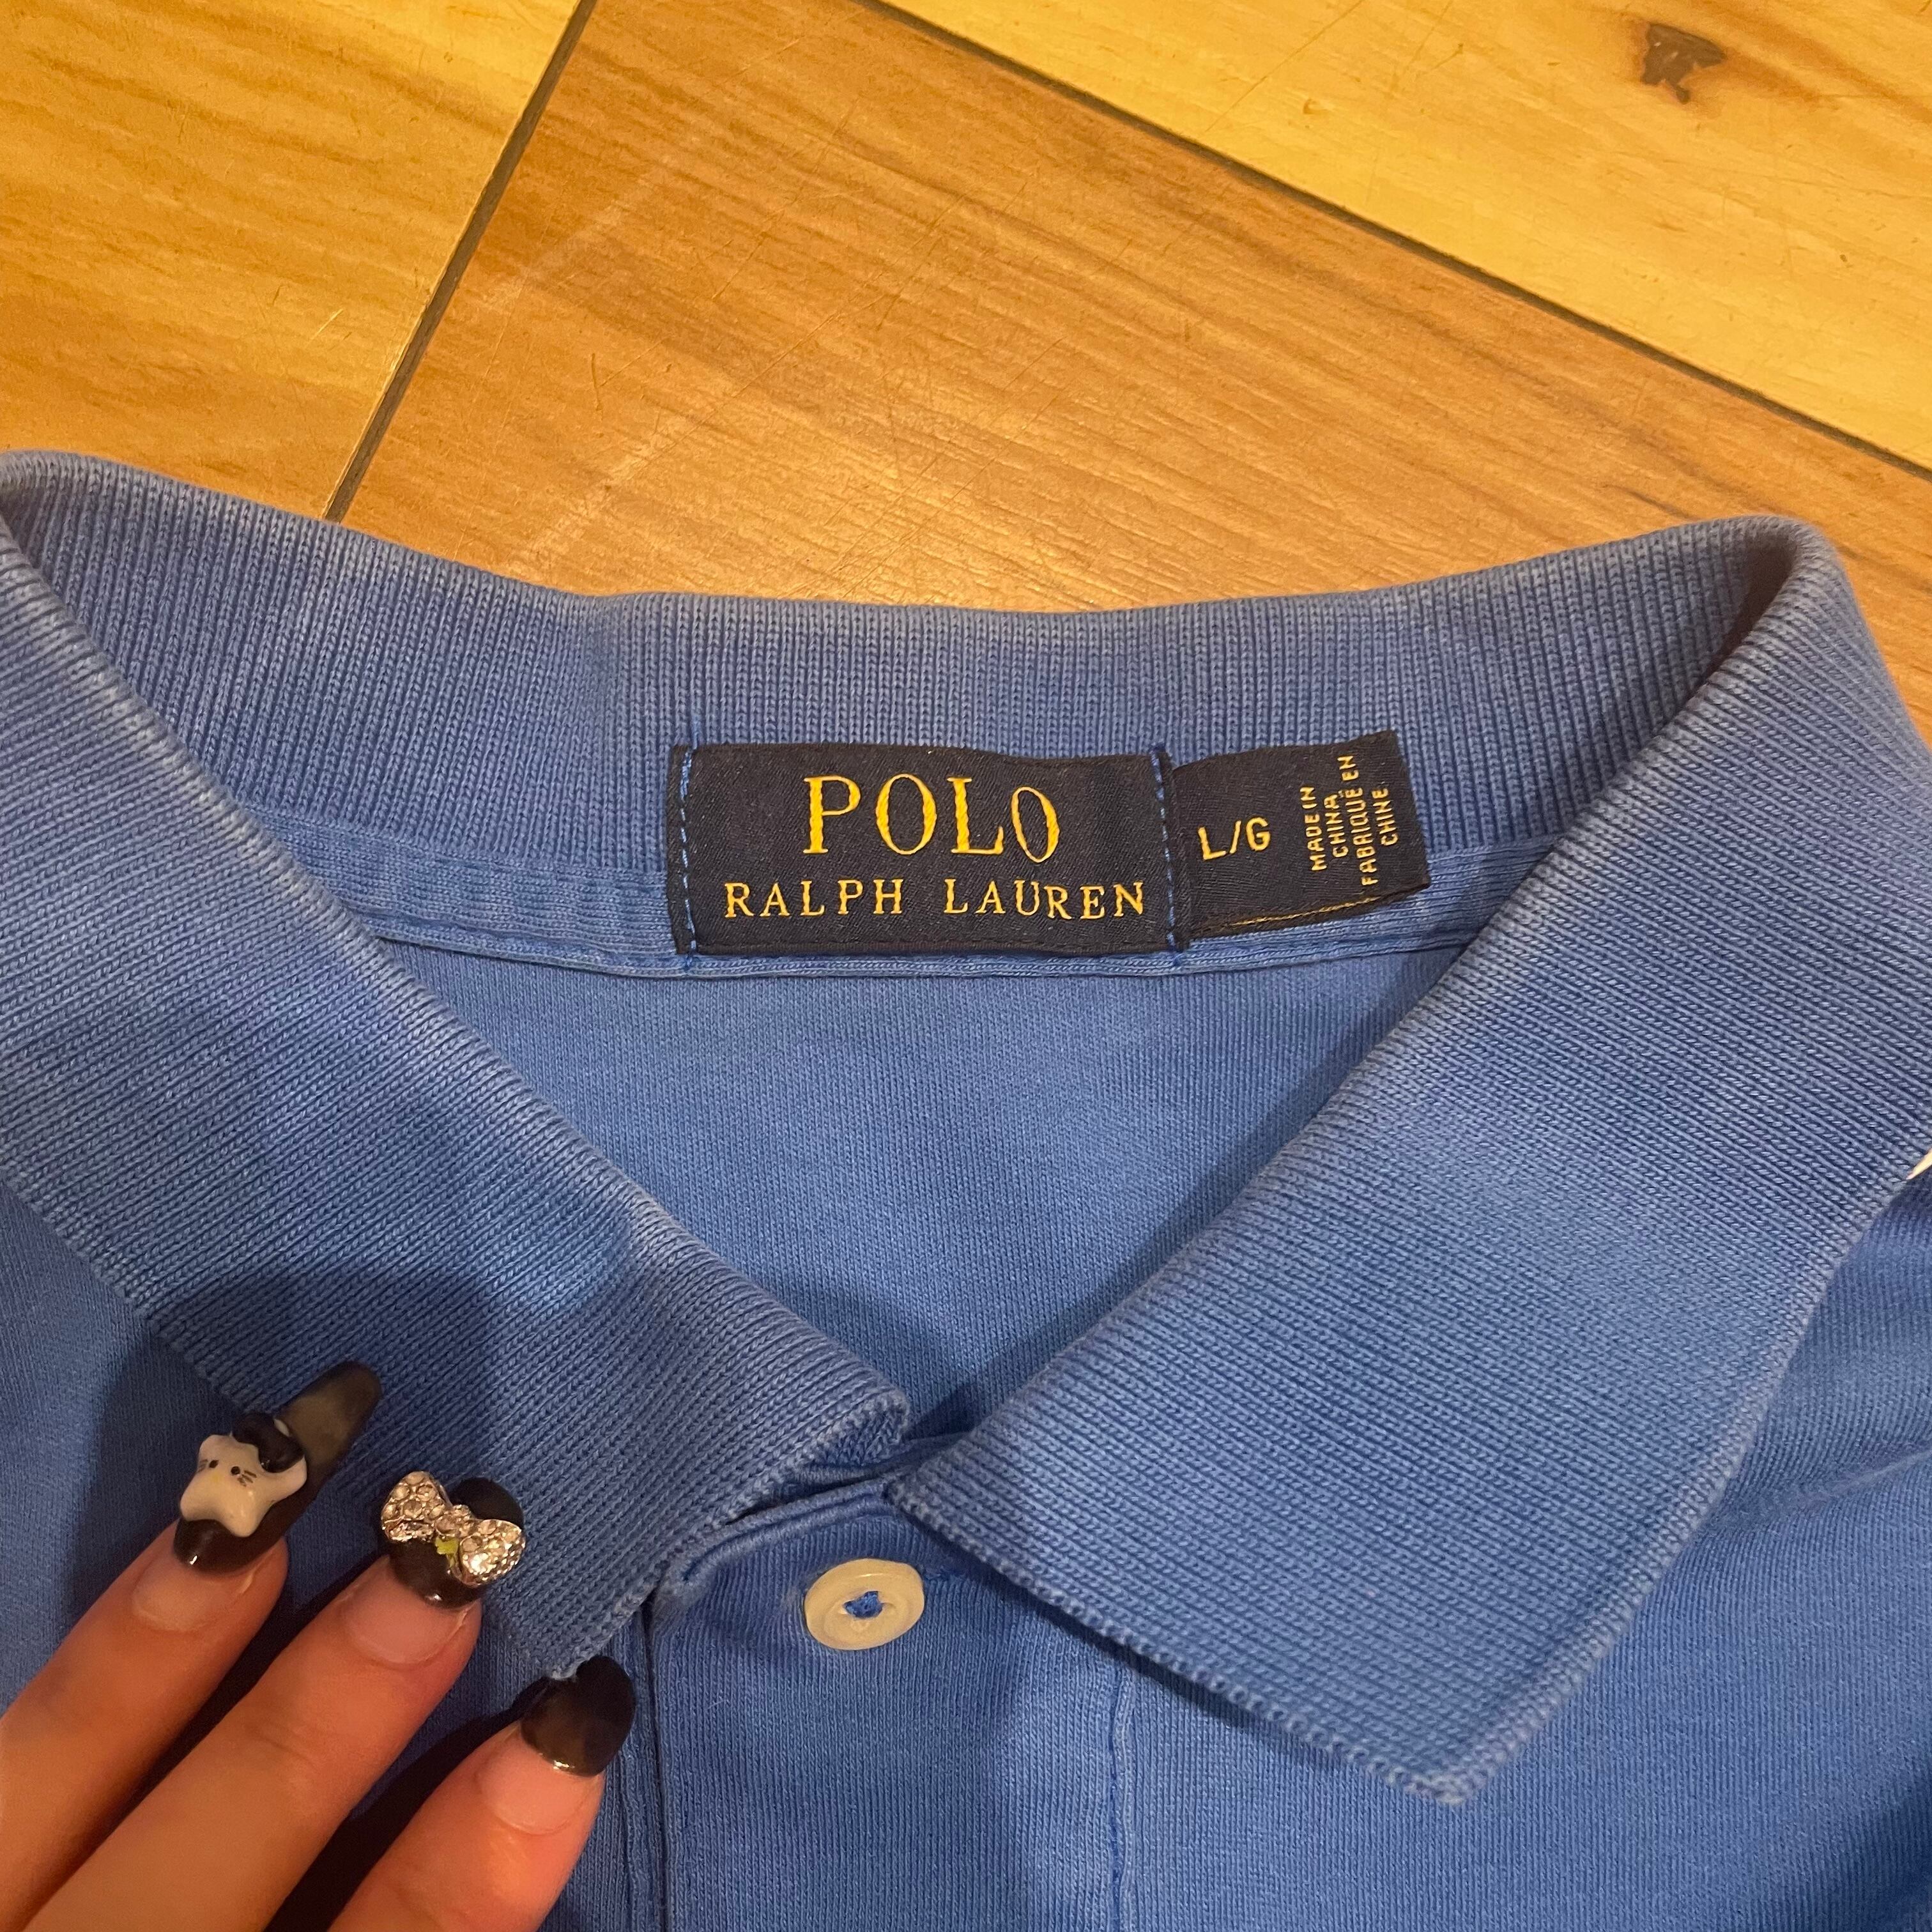 POLO
RALPH LAUREN
L/G
MADE IN
CHINA
FABRIQUÉ EN
CHINE